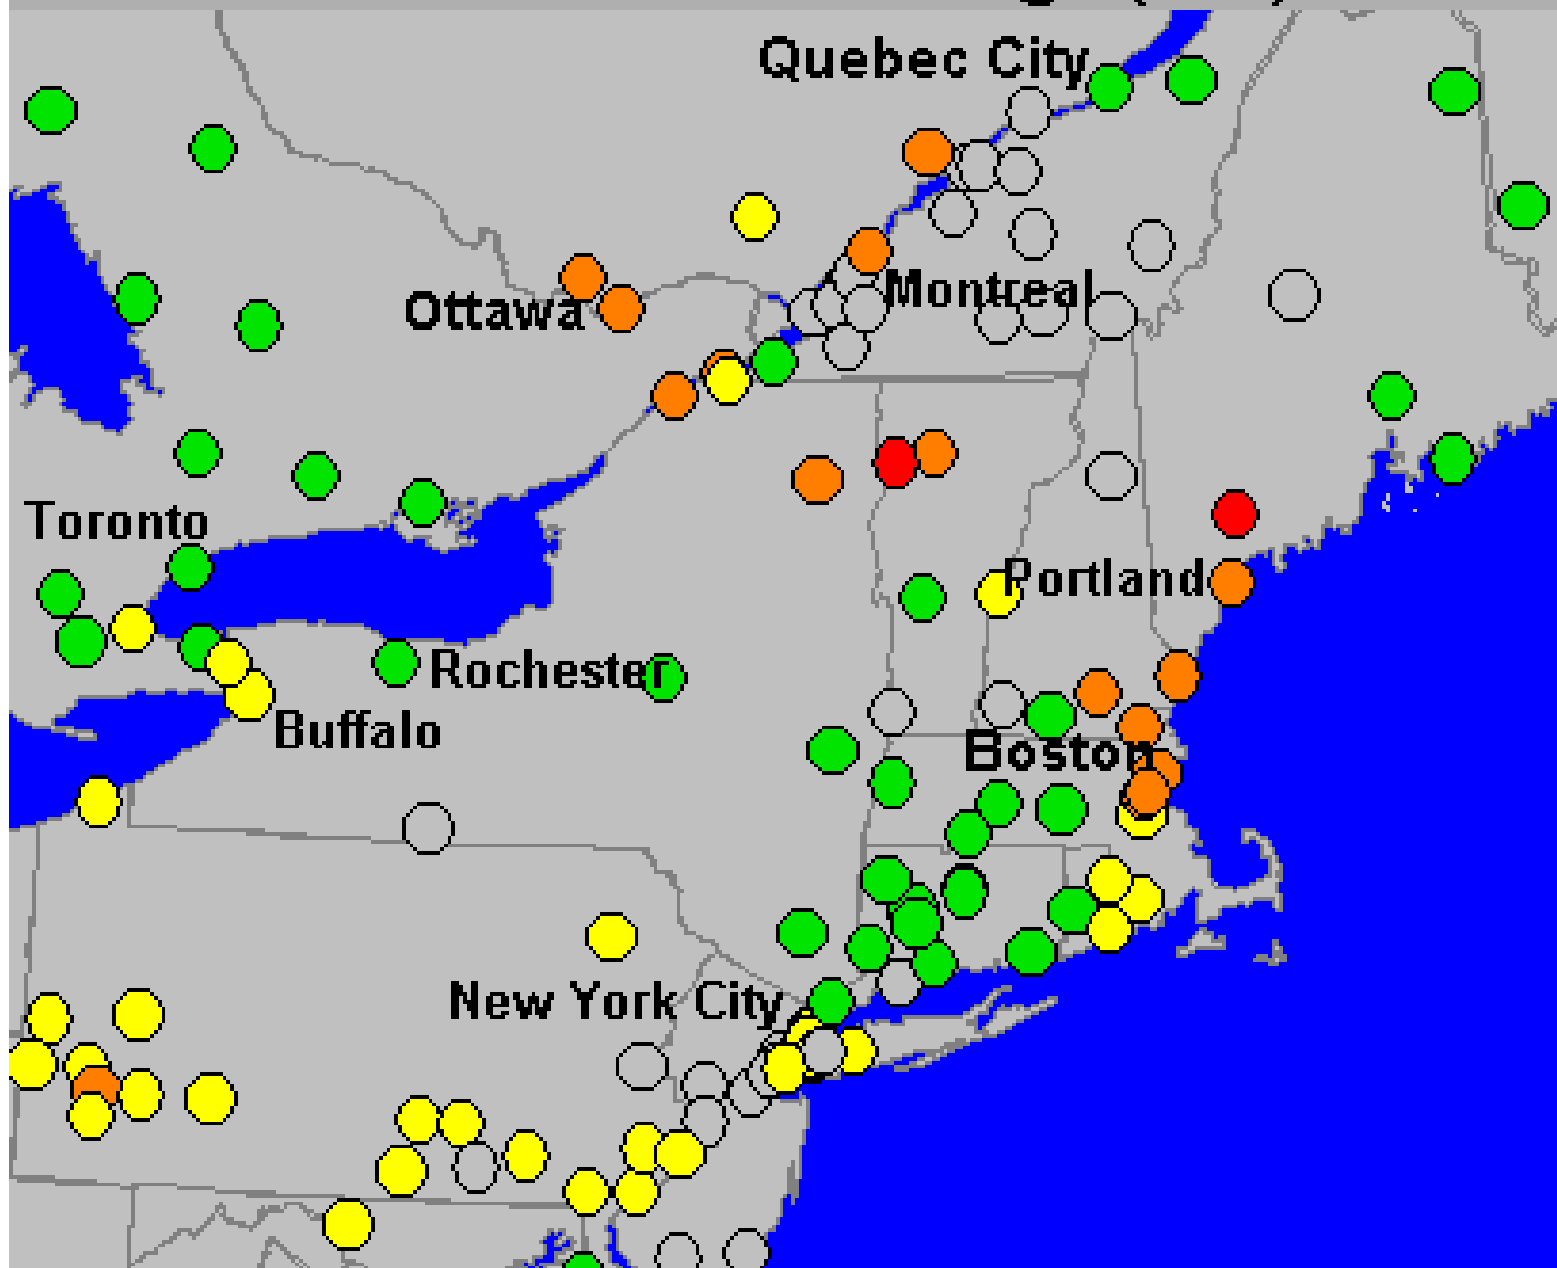 Quebec City
Montreal
Ottawa
Toronto
Portland
Rochester
Buffalo
Boston
New York City